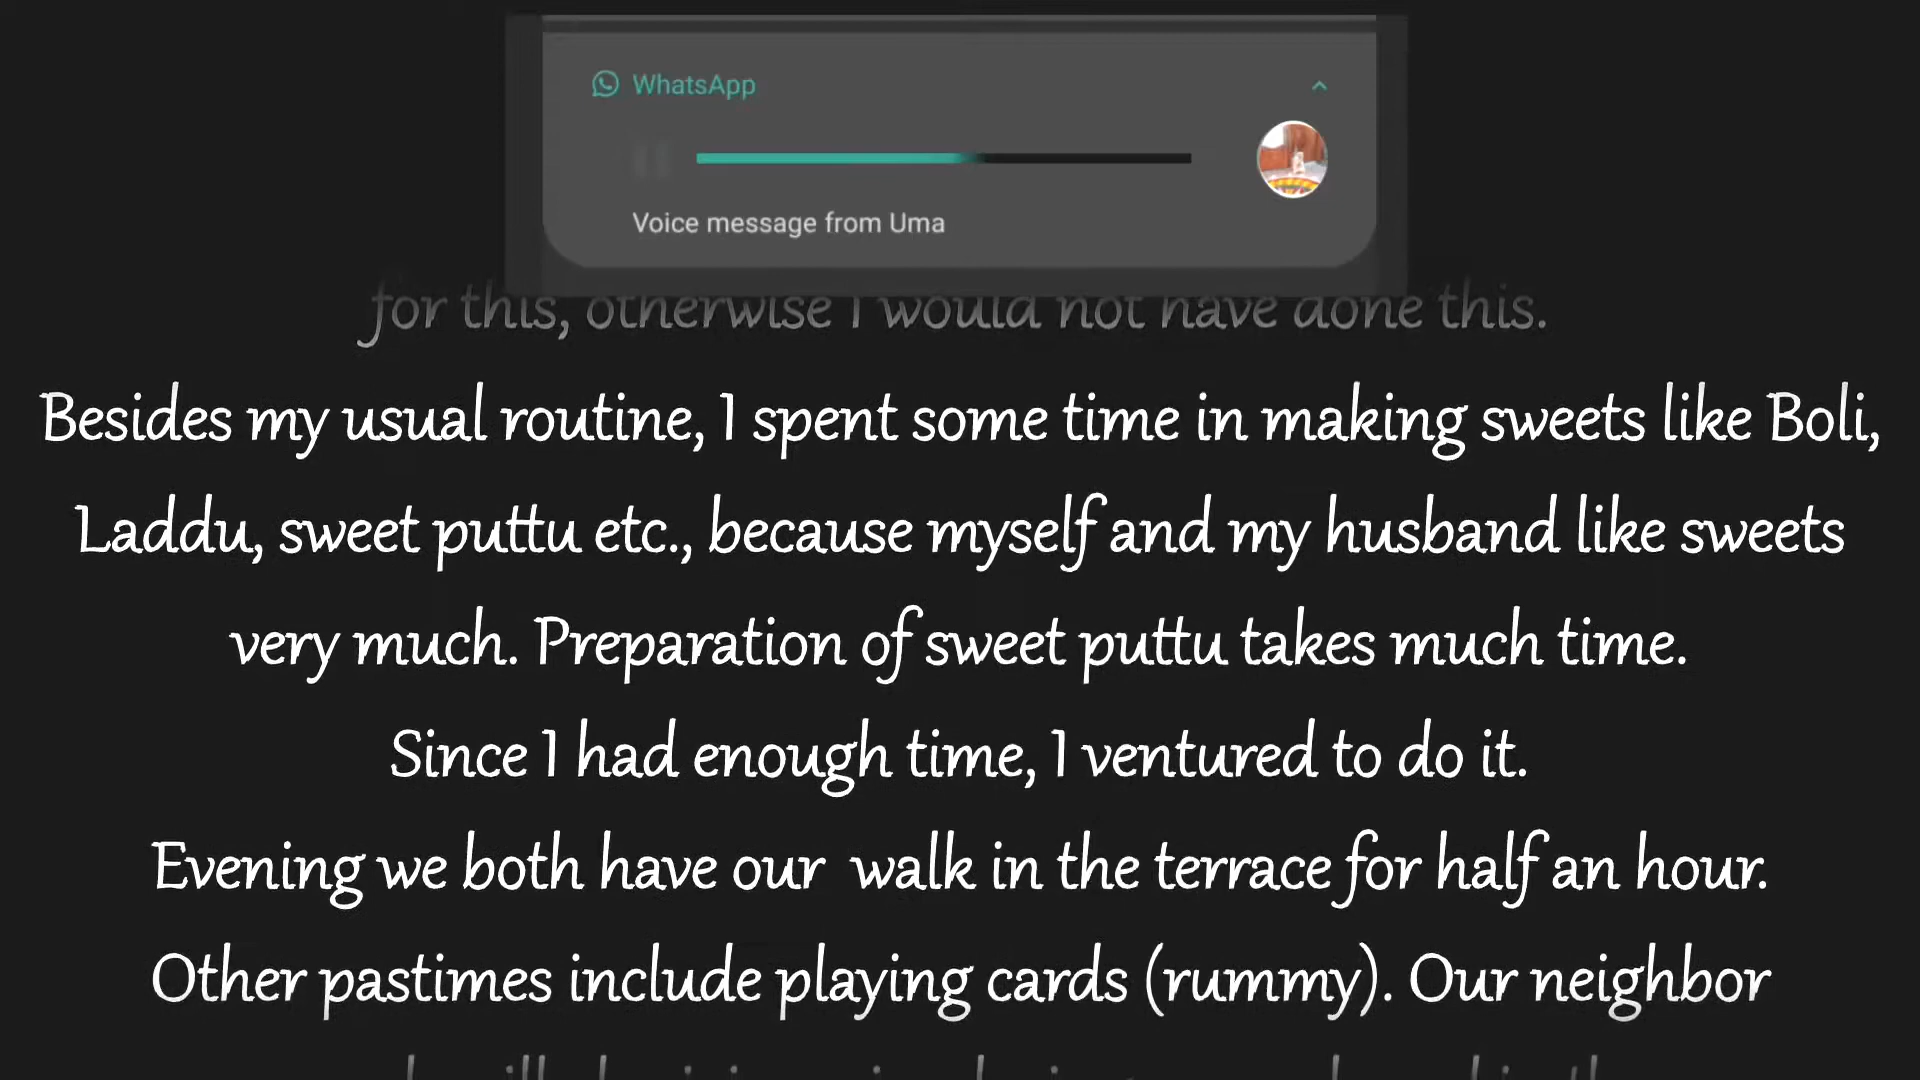 WhatsApp
Voice message from Uma
for this, otherwise I would not have done this.
Besides my usual routine, I spent some time in making sweets like Boli,
Laddu, sweet puttu etc., because myself and my husband like sweets
very much. Preparation of sweet puttu takes much time.
Since I had enough time, I ventured to do it.
Evening we both have our  walk in the terrace for half an hour.
Other pastimes include playing cards (rummy). Our neighbor